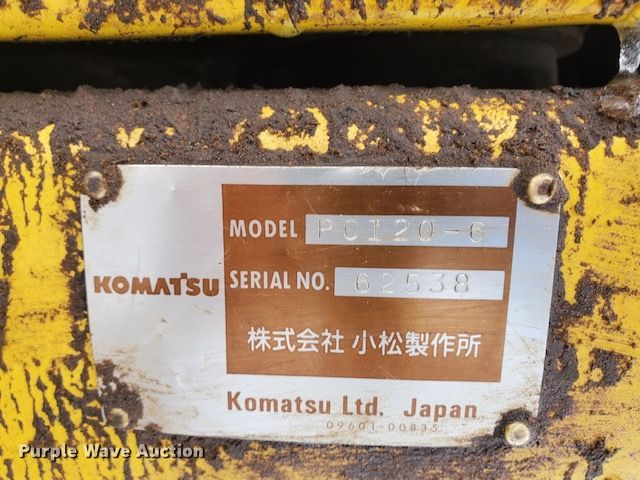 MODEL PC120-6
KOMATSU
SERIAL NO. 62538
株式会社 小松製作所
Komatsu Ltd. Japan
09601-00835
Purple Wave Auction